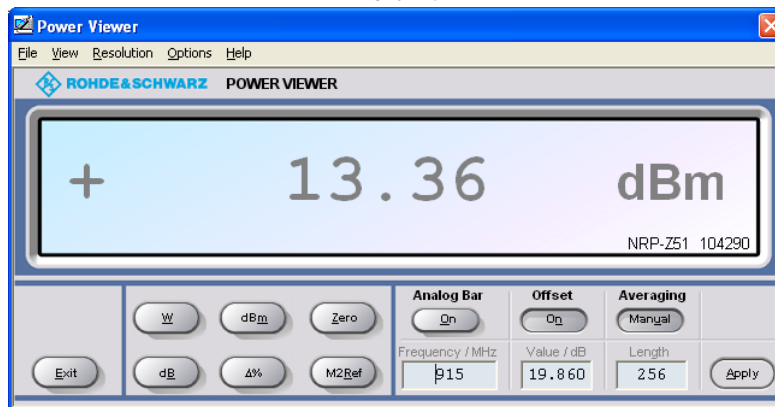 Power Viewer
File View Resolution Options Help
ROHDE&SCHWARZ POWER VIEWER
+ 13.36 dBm
NRP-Z51 104290
Analog Bar Offset Averaging
W dBm Zero On On Manual
Frequency / MHz Value / dB Length
Exit dB Δ% M2Ref 915 19.860 256 Apply